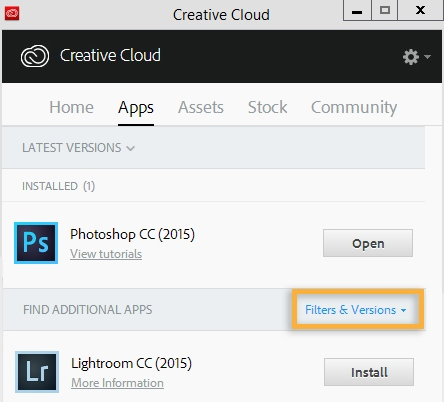 Creative Cloud
Creative Cloud
Home Apps Assets Stock Community
LATEST VERSIONS
INSTALLED (1)
Ps
Photoshop CC (2015)
View tutorials
Open
FIND ADDITIONAL APPS
Filters & Versions
Lr
Lightroom CC (2015)
More Information
Install